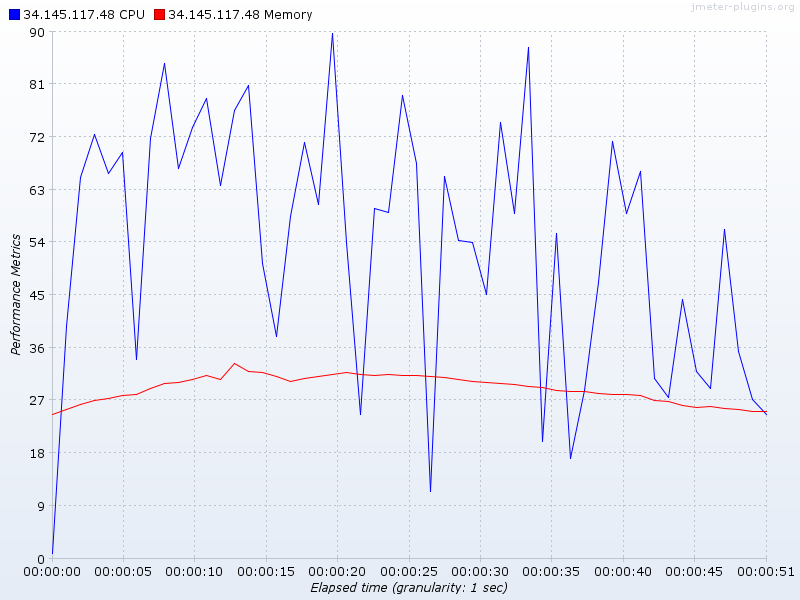 34.145.117.48 CPU 34.145.117.48 Memory
jmeter-plugins.org
90
81
72
63
54
45
36
27
18
9
0
Performance Metrics
00:00:00 00:00:05 00:00:10 00:00:15 00:00:20 00:00:25 00:00:30 00:00:35 00:00:40 00:00:45 00:00:51
Elapsed time (granularity: 1 sec)